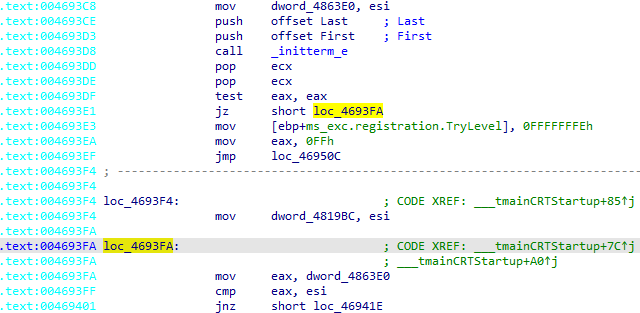 .text:004693C8 mov dword_4863E0, esi
.text:004693CE push offset Last ; Last
.text:004693D3 push offset First ; First
.text:004693D8 call _initterm_e
.text:004693DD pop ecx
.text:004693DE pop ecx
.text:004693DF test eax, eax
.text:004693E1 jz short loc_4693FA
.text:004693E3 mov [ebp+ms_exc.registration.TryLevel], 0FFFFFFFEh
.text:004693EA mov eax, 0FFh
.text:004693EF jmp loc_46950C
.text:004693F4 ; ---------------------------------------------------------------------------
.text:004693F4
.text:004693F4 loc_4693F4: ; CODE XREF: ___tmainCRTStartup+85↑j
.text:004693F4 mov dword_4819BC, esi
.text:004693FA
.text:004693FA loc_4693FA: ; CODE XREF: ___tmainCRTStartup+7C↑j
.text:004693FA ; ___tmainCRTStartup+A0↑j
.text:004693FA mov eax, dword_4863E0
.text:004693FF cmp eax, esi
.text:00469401 jnz short loc_46941E